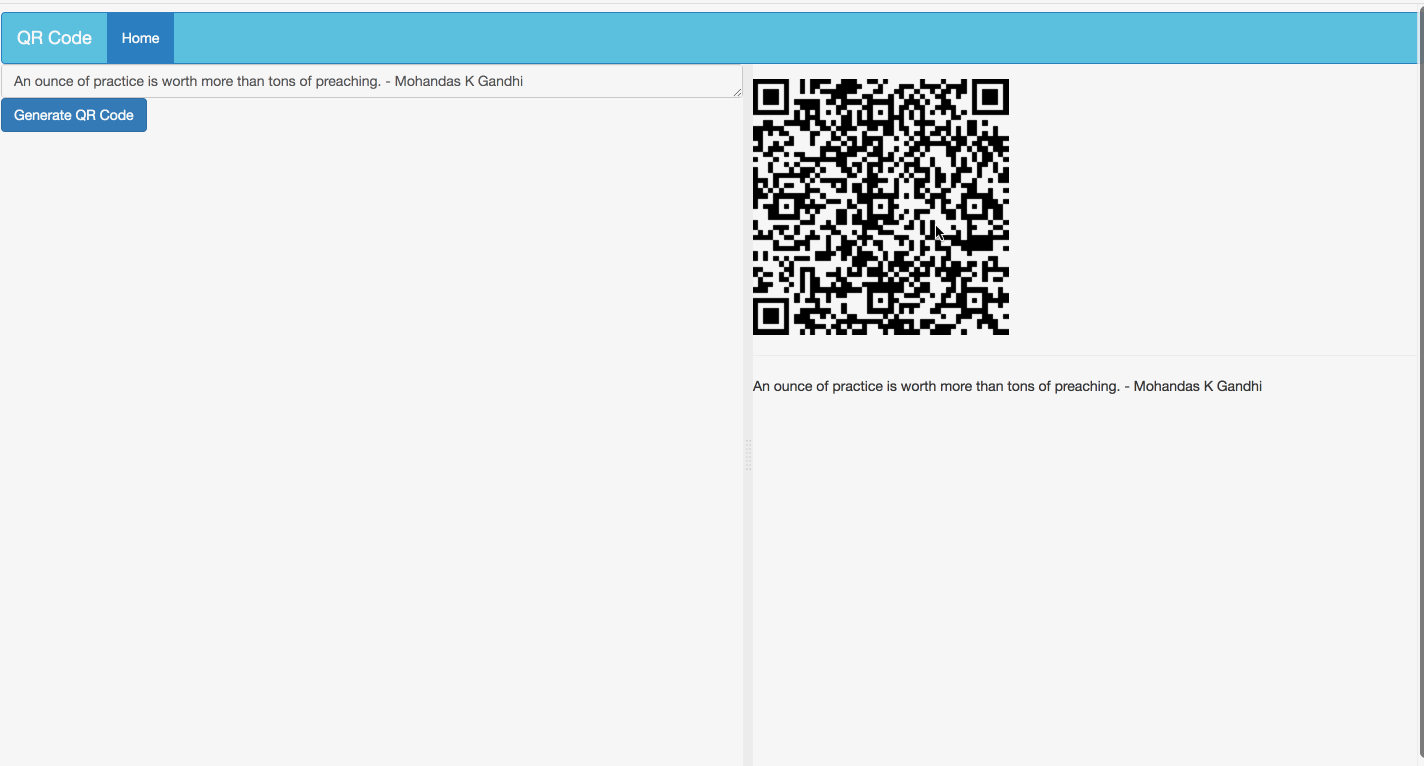 QR Code Home
An ounce of practice is worth more than tons of preaching. - Mohandas K Gandhi
Generate QR Code
An ounce of practice is worth more than tons of preaching. - Mohandas K Gandhi